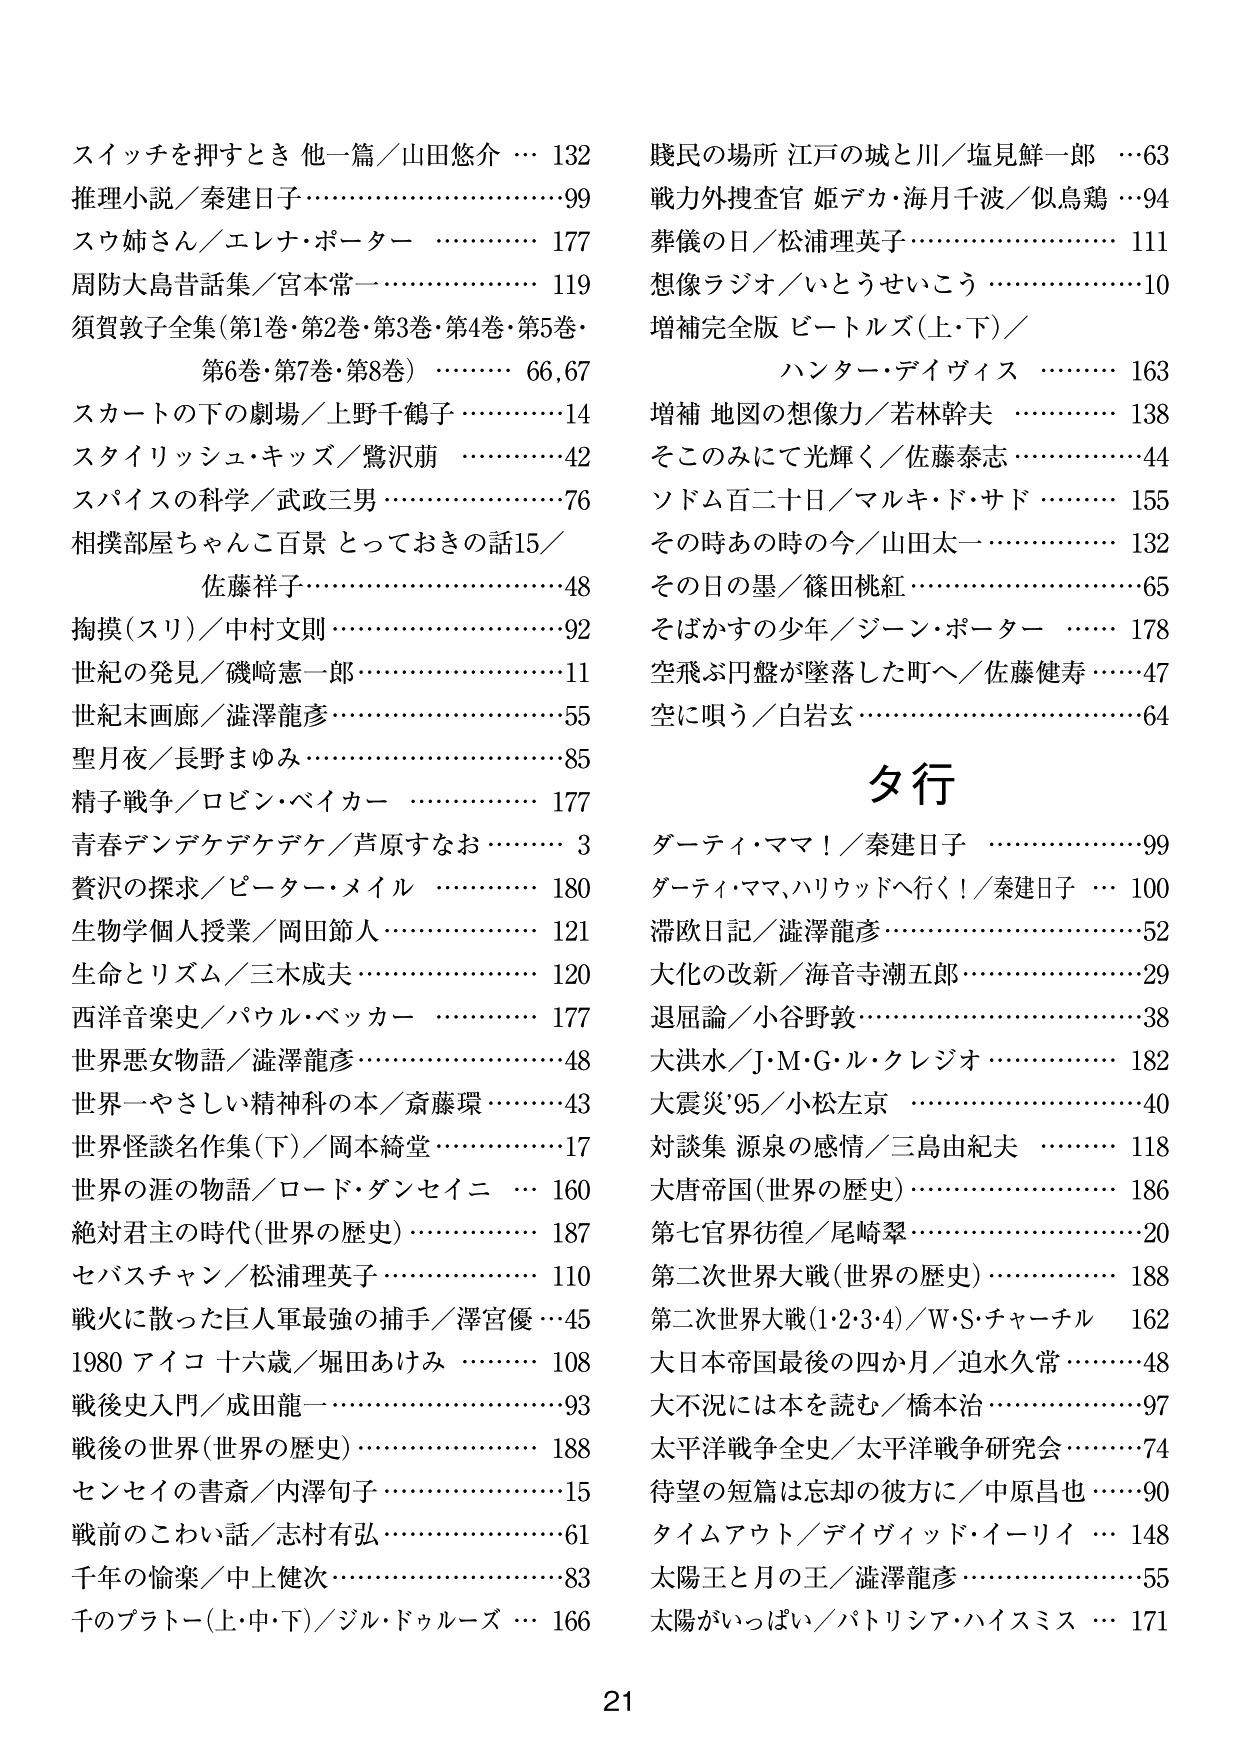 スイッチを押すとき 他一篇／山田悠介 … 132
推理小説／秦建日子…………………………99
スウ姉さん／エレナ･ポーター ………… 177
周防大島昔話集／宮本常一……………… 119
須賀敦子全集(第1巻･第2巻･第3巻･第4巻･第5巻･
第6巻･第7巻･第8巻) ……… 66,67
スカートの下の劇場／上野千鶴子…………14
スタイリッシュ･キッズ／鷺沢萠 …………42
スパイスの科学／武政三男…………………76
相撲部屋ちゃんこ百景 とっておきの話15／
佐藤祥子…………………………48
掏摸(スリ)／中村文則………………………92
世紀の発見／磯﨑憲一郎……………………11
世紀末画廊／澁澤龍彥………………………55
聖月夜／長野まゆみ…………………………85
精子戦争／ロビン･ベイカー …………… 177
青春デンデケデケデケ／芦原すなお……… 3
贅沢の探求／ピーター･メイル ………… 180
生物学個人授業／岡田節人……………… 121
生命とリズム／三木成夫………………… 120
西洋音楽史／パウル･ベッカー ………… 177
世界悪女物語／澁澤龍彥……………………48
世界一やさしい精神科の本／斎藤環………43
世界怪談名作集(下)／岡本綺堂……………17
世界の涯の物語／ロード･ダンセイニ … 160
絶対君主の時代(世界の歴史)…………… 187
セバスチャン／松浦理英子……………… 110
戦火に散った巨人軍最強の捕手／澤宮優…45
1980 アイコ 十六歳／堀田あけみ ……… 108
戦後史入門／成田龍一………………………93
戦後の世界(世界の歴史)………………… 188
センセイの書斎／内澤旬子…………………15
戦前のこわい話／志村有弘…………………61
千年の愉楽／中上健次………………………83
千のプラトー(上･中･下)／ジル･ドゥルーズ … 166
賤民の場所 江戸の城と川／塩見鮮一郎 …63
戦力外捜査官 姫デカ･海月千波／似鳥鶏 …94
葬儀の日／松浦理英子…………………… 111
想像ラジオ／いとうせいこう………………10
増補完全版 ビートルズ(上･下)／
ハンター･デイヴィス ……… 163
増補 地図の想像力／若林幹夫 ………… 138
そこのみにて光輝く／佐藤泰志……………44
ソドム百二十日／マルキ･ド･サド ……… 155
その時あの時の今／山田太一…………… 132
その日の墨／篠田桃紅………………………65
そばかすの少年／ジーン･ポーター …… 178
空飛ぶ円盤が墜落した町へ／佐藤健寿……47
空に唄う／白岩玄……………………………64
タ行
ダーティ･ママ！／秦建日子 ………………99
ダーティ･ママ,ハリウッドへ行く！／秦建日子 … 100
滞欧日記／澁澤龍彥…………………………52
大化の改新／海音寺潮五郎…………………29
退屈論／小谷野敦……………………………38
大洪水／J･M･G･ル･クレジオ…………… 182
大震災’95／小松左京 ………………………40
対談集 源泉の感情／三島由紀夫 ……… 118
大唐帝国(世界の歴史)…………………… 186
第七官界彷徨／尾崎翠………………………20
第二次世界大戦(世界の歴史)…………… 188
第二次世界大戦(1･2･3･4)／W･S･チャーチル 162
大日本帝国最後の四か月／迫水久常………48
大不況には本を読む／橋本治………………97
太平洋戦争全史／太平洋戦争研究会………74
待望の短篇は忘却の彼方に／中原昌也……90
タイムアウト／デイヴィッド･イーリイ … 148
太陽王と月の王／澁澤龍彥…………………55
太陽がいっぱい／パトリシア･ハイスミス … 171
21